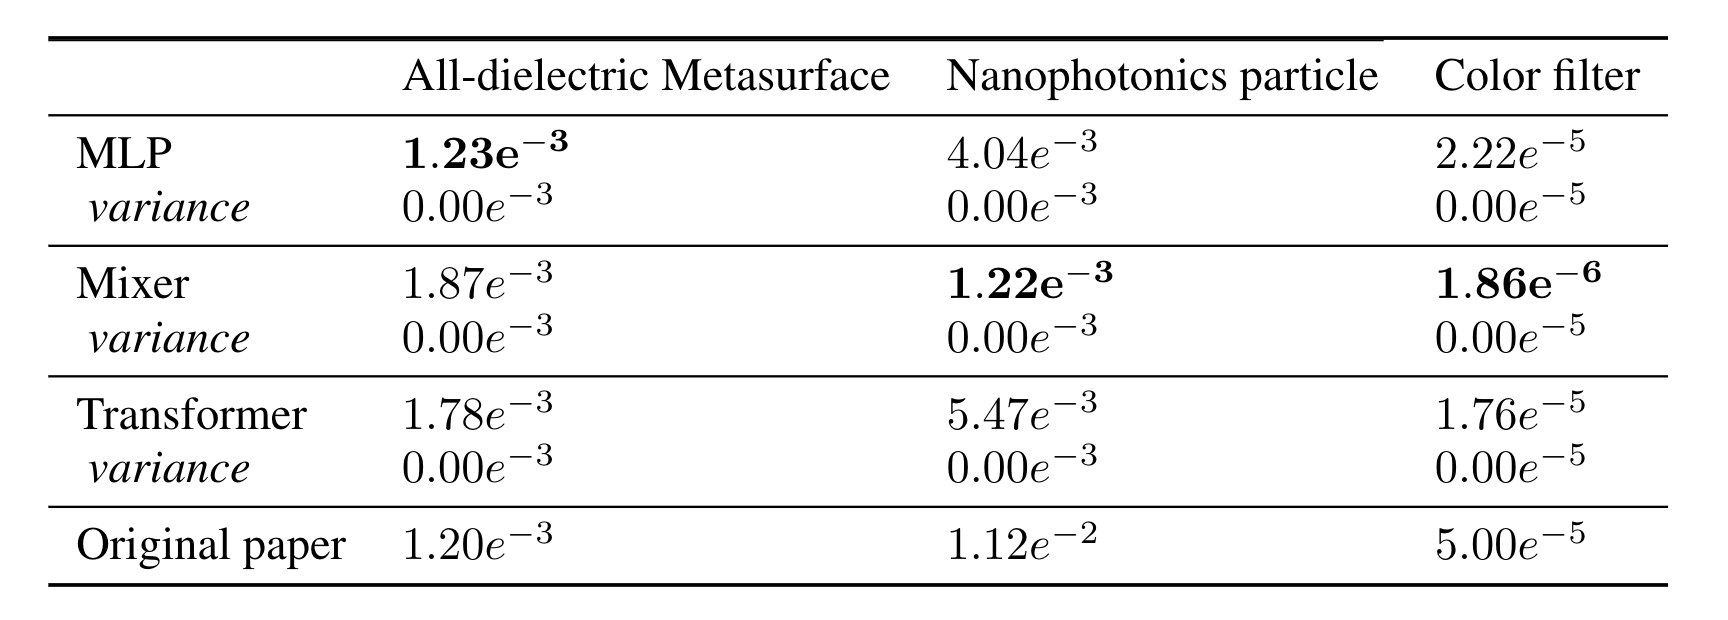 All-dielectric Metasurface Nanophotonics particle Color filter
MLP 1.23e⁻³ 4.04e⁻³ 2.22e⁻⁵
variance 0.00e⁻³ 0.00e⁻³ 0.00e⁻⁵
Mixer 1.87e⁻³ 1.22e⁻³ 1.86e⁻⁶
variance 0.00e⁻³ 0.00e⁻³ 0.00e⁻⁵
Transformer 1.78e⁻³ 5.47e⁻³ 1.76e⁻⁵
variance 0.00e⁻³ 0.00e⁻³ 0.00e⁻⁵
Original paper 1.20e⁻³ 1.12e⁻² 5.00e⁻⁵